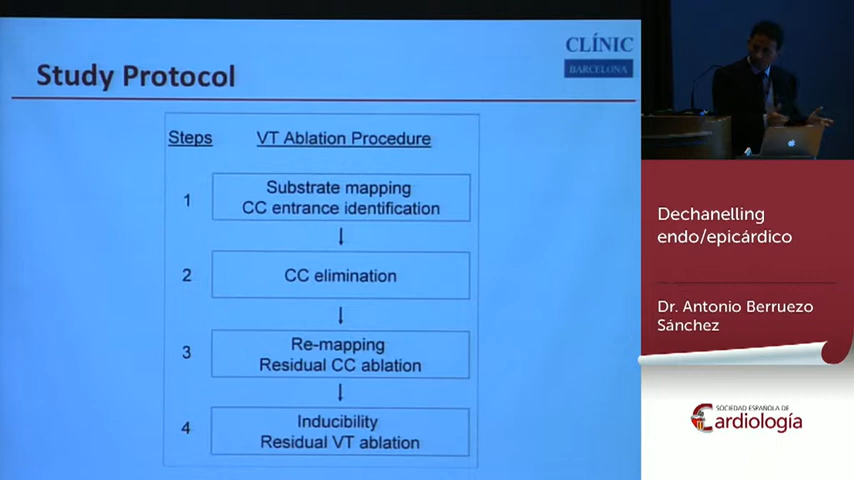 Study Protocol
CLÍNIC
BARCELONA
Steps
VT Ablation Procedure
1
Substrate mapping
CC entrance identification
2
CC elimination
3
Re-mapping
Residual CC ablation
4
Inducibility
Residual VT ablation
Dechanelling
endo/epicárdico
Dr. Antonio Berruezo
Sánchez
SOCIEDAD ESPAÑOLA DE
Cardiología